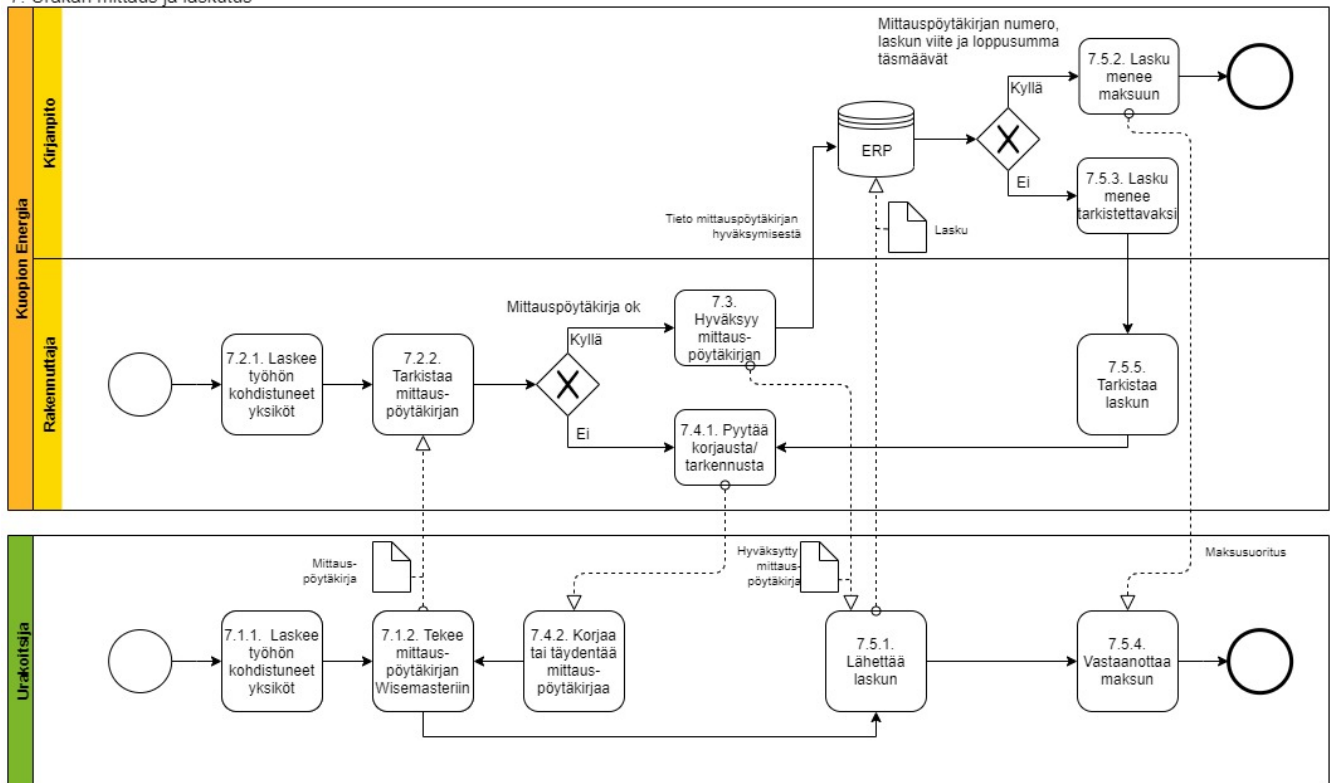 7. Urakan mittaus ja laskutus
Kuopion Energia
Kirjanpito
Mittauspöytäkirjan numero,
laskun viite ja loppusumma
täsmäävät
Kyllä
7.5.2. Lasku
menee
maksuun
ERP
Ei
7.5.3. Lasku
menee
tarkistettavaksi
Tieto mittauspöytäkirjan
hyväksymisestä
Lasku
Rakennuttaja
7.2.1. Laskee
työhön
kohdistuneet
yksiköt
7.2.2.
Tarkistaa
mittaus-
pöytäkirjan
Mittauspöytäkirja ok
Kyllä
7.3.
Hyväksyy
mittaus-
pöytäkirjan
Ei
7.4.1. Pyytää
korjausta/
tarkennusta
7.5.5.
Tarkistaa
laskun
Urakoitsija
Mittaus-
pöytäkirja
Hyväksytty
mittaus-
pöytäkirja
Maksusuoritus
7.1.1. Laskee
työhön
kohdistuneet
yksiköt
7.1.2. Tekee
mittaus-
pöytäkirjan
Wisemasteriin
7.4.2. Korjaa
tai täydentää
mittaus-
pöytäkirjaa
7.5.1.
Lähettää
laskun
7.5.4.
Vastaanottaa
maksun